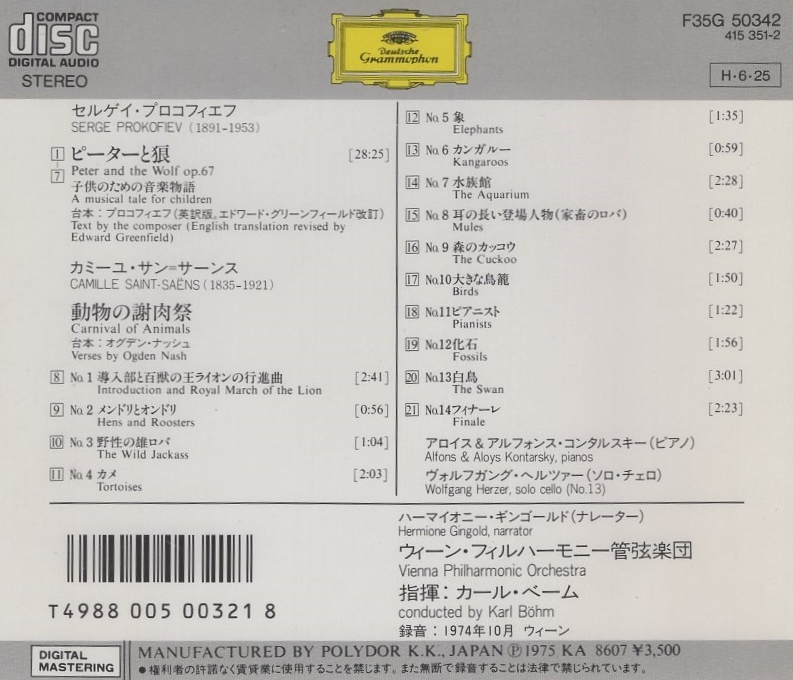 COMPACT
disc
DIGITAL AUDIO
STEREO
Deutsche
Grammophon
F35G 50342
415 351-2
H・6・25
セルゲイ・プロコフィエフ
SERGE PROKOFIEV (1891-1953)
1
7
ピーターと狼 [28:25]
Peter and the Wolf op.67
子供のための音楽物語
A musical tale for children
台本：プロコフィエフ(英訳版。エドワード・グリーンフィールド改訂)
Text by the composer (English translation revised by
Edward Greenfield)
カミーユ・サン=サーンス
CAMILLE SAINT-SAËNS (1835-1921)
動物の謝肉祭
Carnival of Animals
台本：オグデン・ナッシュ
Verses by Ogden Nash
8 No.1 導入部と百獣の王ライオンの行進曲 [2:41]
Introduction and Royal March of the Lion
9 No.2 メンドリとオンドリ [0:56]
Hens and Roosters
10 No.3 野性の雄ロバ [1:04]
The Wild Jackass
11 No.4 カメ [2:03]
Tortoises
12 No.5 象 [1:35]
Elephants
13 No.6 カンガルー [0:59]
Kangaroos
14 No.7 水族館 [2:28]
The Aquarium
15 No.8 耳の長い登場人物(家畜のロバ) [0:40]
Mules
16 No.9 森のカッコウ [2:27]
The Cuckoo
17 No.10 大きな鳥籠 [1:50]
Birds
18 No.11 ピアニスト [1:22]
Pianists
19 No.12 化石 [1:56]
Fossils
20 No.13 白鳥 [3:01]
The Swan
21 No.14 フィナーレ [2:23]
Finale
アロイス&アルフォンス・コンタルスキー(ピアノ)
Alfons & Aloys Kontarsky, pianos
ヴォルフガング・ヘルツァー(ソロ・チェロ)
Wolfgang Herzer, solo cello (No.13)
ハーマイオニー・ギンゴールド(ナレーター)
Hermione Gingold, narrator
ウィーン・フィルハーモニー管弦楽団
Vienna Philharmonic Orchestra
指揮：カール・ベーム
conducted by Karl Böhm
録音：1974年10月 ウィーン
T4988 005 00321 8
DIGITAL
MASTERING
MANUFACTURED BY POLYDOR K.K., JAPAN Ⓟ1975 KA 8607 ¥3,500
●権利者の許諾なく賃貸業に使用することを禁じます。また無断で録音することは法律で禁じられています。